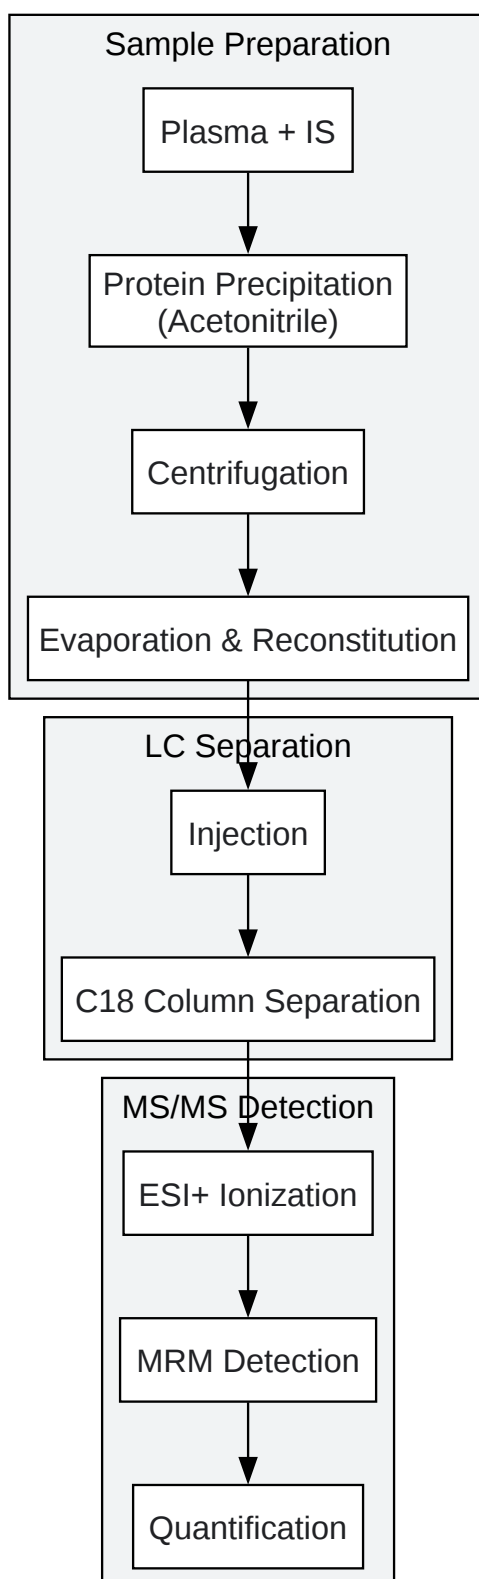 Sample Preparation
Plasma + IS
Protein Precipitation
(Acetonitrile)
Centrifugation
Evaporation & Reconstitution
LC Separation
Injection
C18 Column Separation
MS/MS Detection
ESI+ Ionization
MRM Detection
Quantification